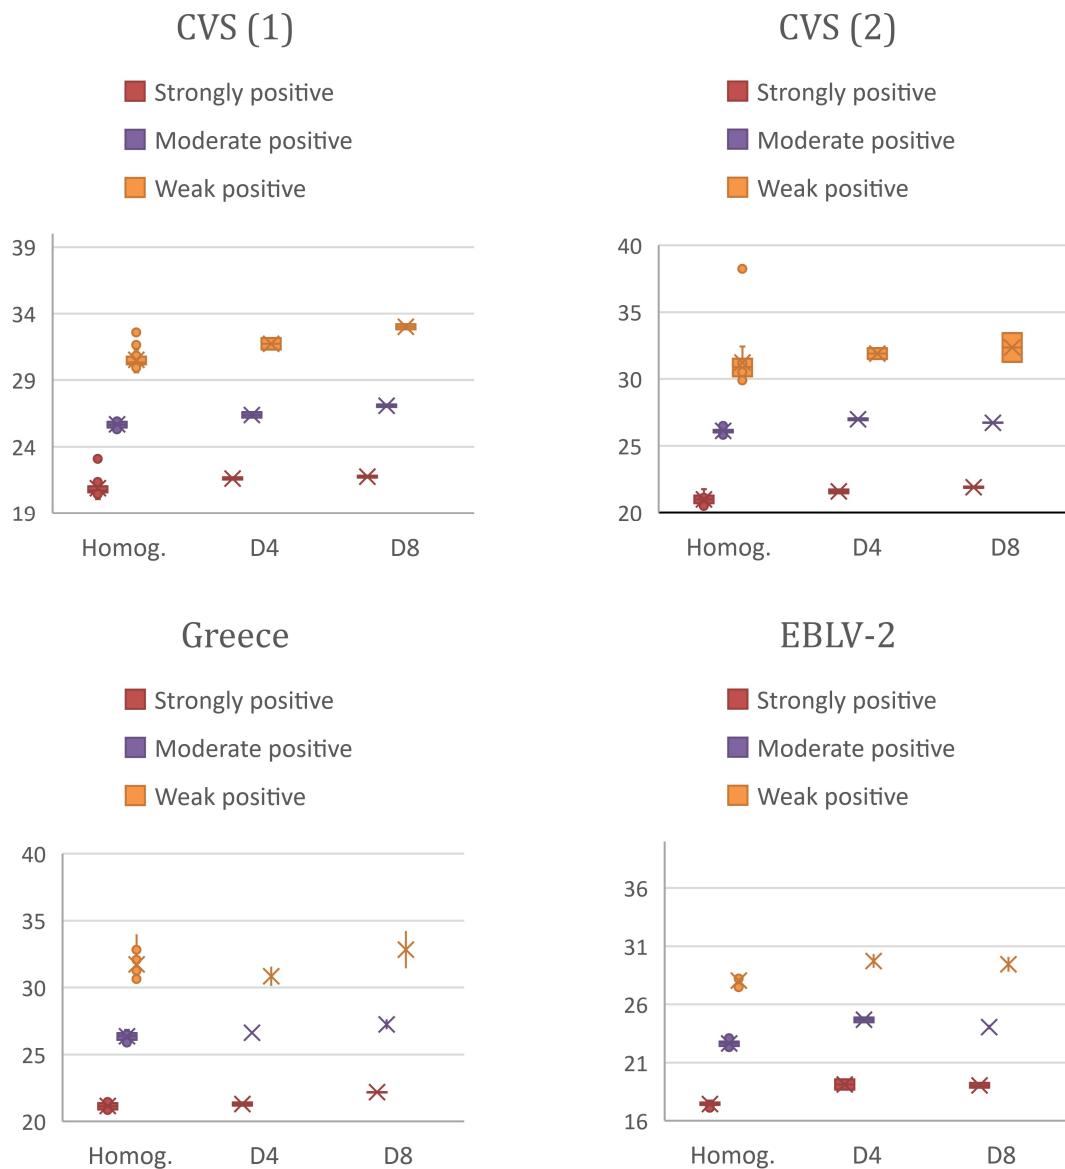 CVS (1)
Strongly positive
Moderate positive
Weak positive
39
34
29
24
19
Homog. D4 D8
CVS (2)
Strongly positive
Moderate positive
Weak positive
40
35
30
25
20
Homog. D4 D8
Greece
Strongly positive
Moderate positive
Weak positive
40
35
30
25
20
Homog. D4 D8
EBLV-2
Strongly positive
Moderate positive
Weak positive
36
31
26
21
16
Homog. D4 D8